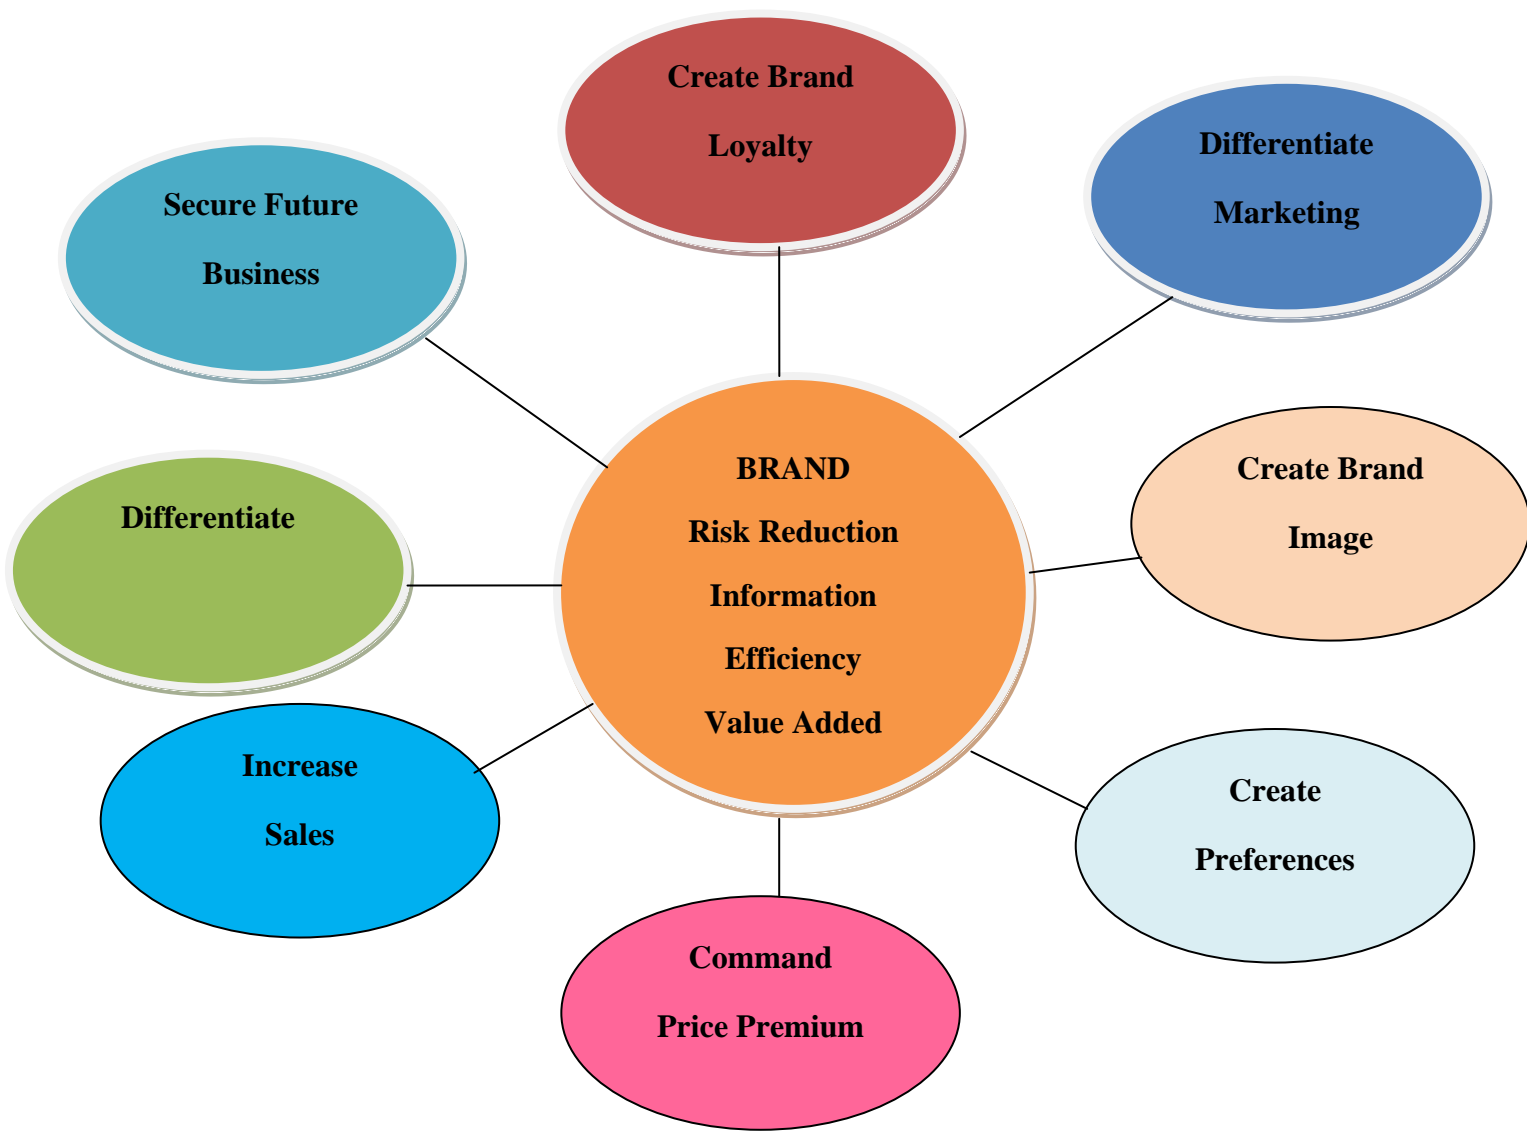 Create Brand
Loyalty
Differentiate
Marketing
Secure Future
Business
BRAND
Risk Reduction
Information
Efficiency
Value Added
Create Brand
Image
Differentiate
Increase
Sales
Create
Preferences
Command
Price Premium